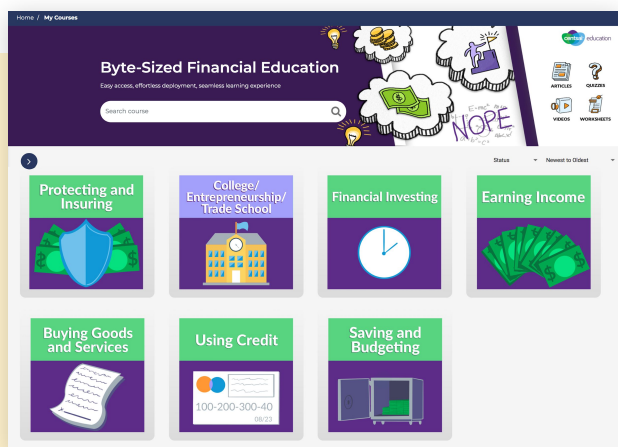 Home / My Courses
Byte-Sized Financial Education
Easy access, effortless deployment, seamless learning experience
Search course
NOPE
centsai education
ARTICLES
QUIZZES
VIDEOS
WORKSHEETS
Status
Newest to Oldest
Protecting and
Insuring
College/
Entrepreneurship/
Trade School
Financial Investing
Earning Income
Buying Goods
and Services
Using Credit
100-200-300-40
08/23
Saving and
Budgeting